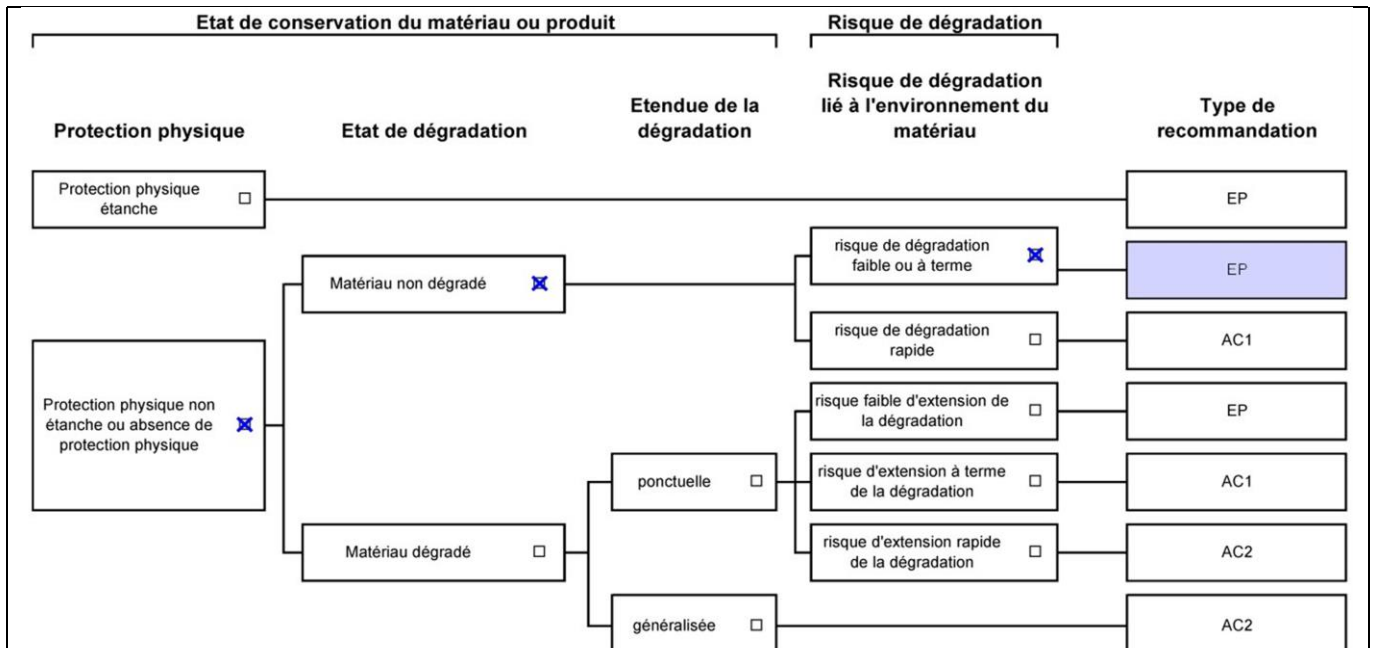 Etat de conservation du matériau ou produit
Risque de dégradation
Protection physique
Etat de dégradation
Etendue de la
dégradation
Risque de dégradation
lié à l'environnement du
matériau
Type de
recommandation
Protection physique
étanche
EP
Protection physique non
étanche ou absence de
protection physique
Matériau non dégradé
risque de dégradation
faible ou à terme
EP
risque de dégradation
rapide
AC1
Matériau dégradé
ponctuelle
risque faible d'extension de
la dégradation
EP
risque d'extension à terme
de la dégradation
AC1
risque d'extension rapide
de la dégradation
AC2
généralisée
AC2